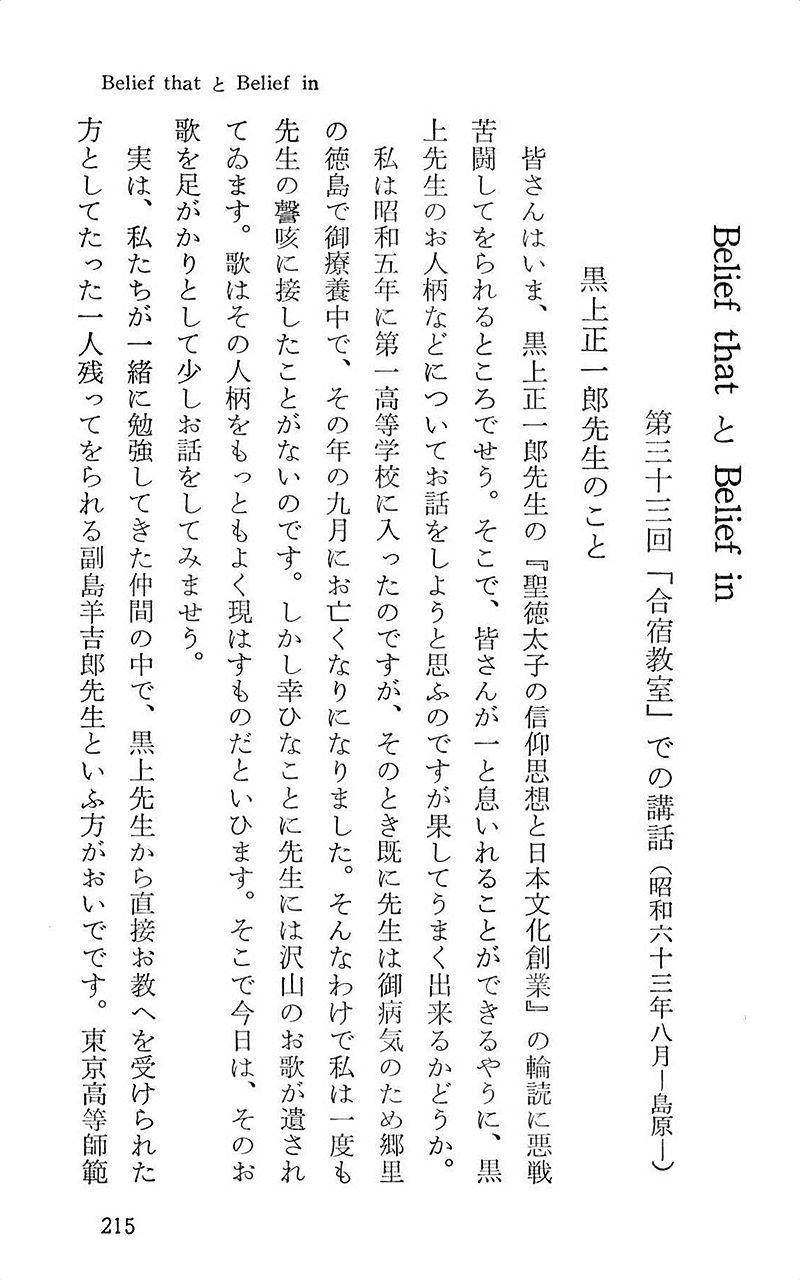 Belief that と Belief in
Belief that と Belief in
第三十三回「合宿教室」での講話（昭和六十三年八月―島原―）
黒上正一郎先生のこと
皆さんはいま、黒上正一郎先生の『聖徳太子の信仰思想と日本文化創業』の輪読に悪戦
苦闘してをられるところでせう。そこで、皆さんが一と息いれることができるやうに、黒
上先生のお人柄などについてお話をしようと思ふのですが果してうまく出来るかどうか。
私は昭和五年に第一高等学校に入ったのですが、そのとき既に先生は御病気のため郷里
の徳島で御療養中で、その年の九月にお亡くなりになりました。そんなわけで私は一度も
先生の謦咳に接したことがないのです。しかし幸ひなことに先生には沢山のお歌が遺され
てゐます。歌はその人柄をもっともよく現はすものだといひます。そこで今日は、そのお
歌を足がかりとして少しお話をしてみませう。
実は、私たちが一緒に勉強してきた仲間の中で、黒上先生から直接お教へを受けられた
方としてたった一人残ってをられる副島羊吉郎先生といふ方がおいでです。東京高等師範
215